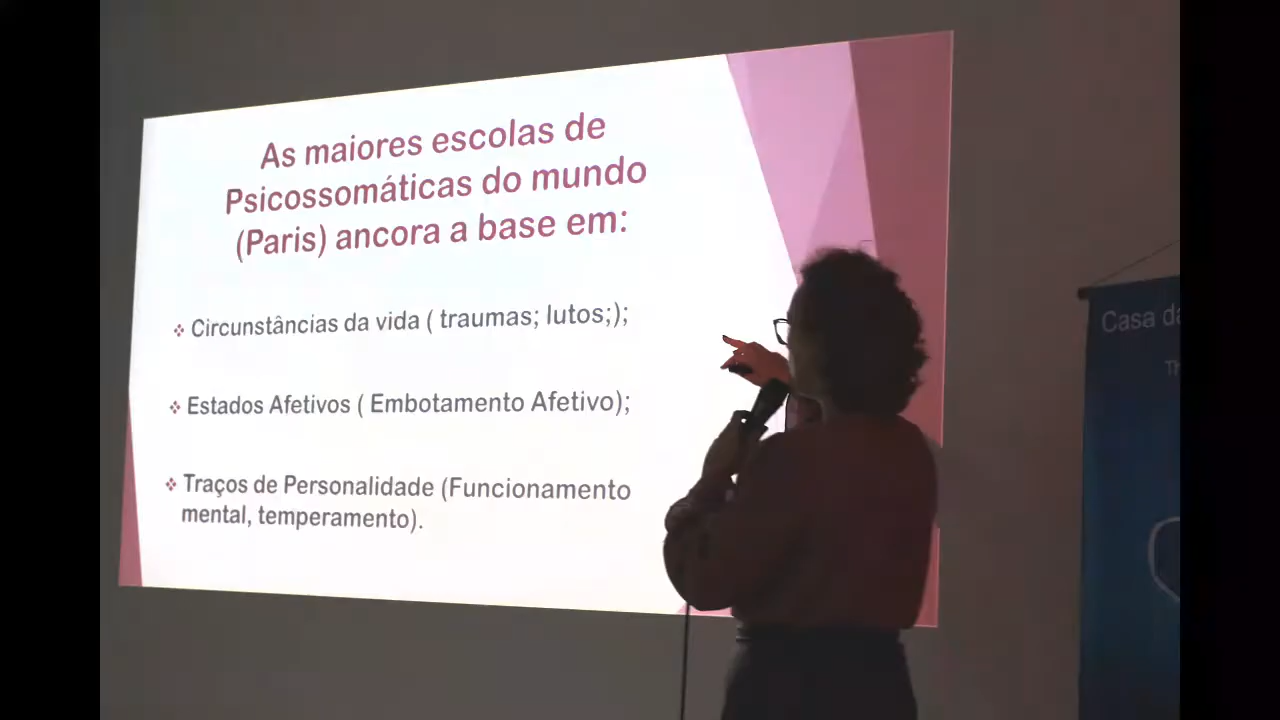 As maiores escolas de
Psicossomáticas do mundo
(Paris) ancora a base em:
Circunstâncias da vida ( traumas; lutos;);
Estados Afetivos ( Embotamento Afetivo);
Traços de Personalidade (Funcionamento
mental, temperamento).
Casa da